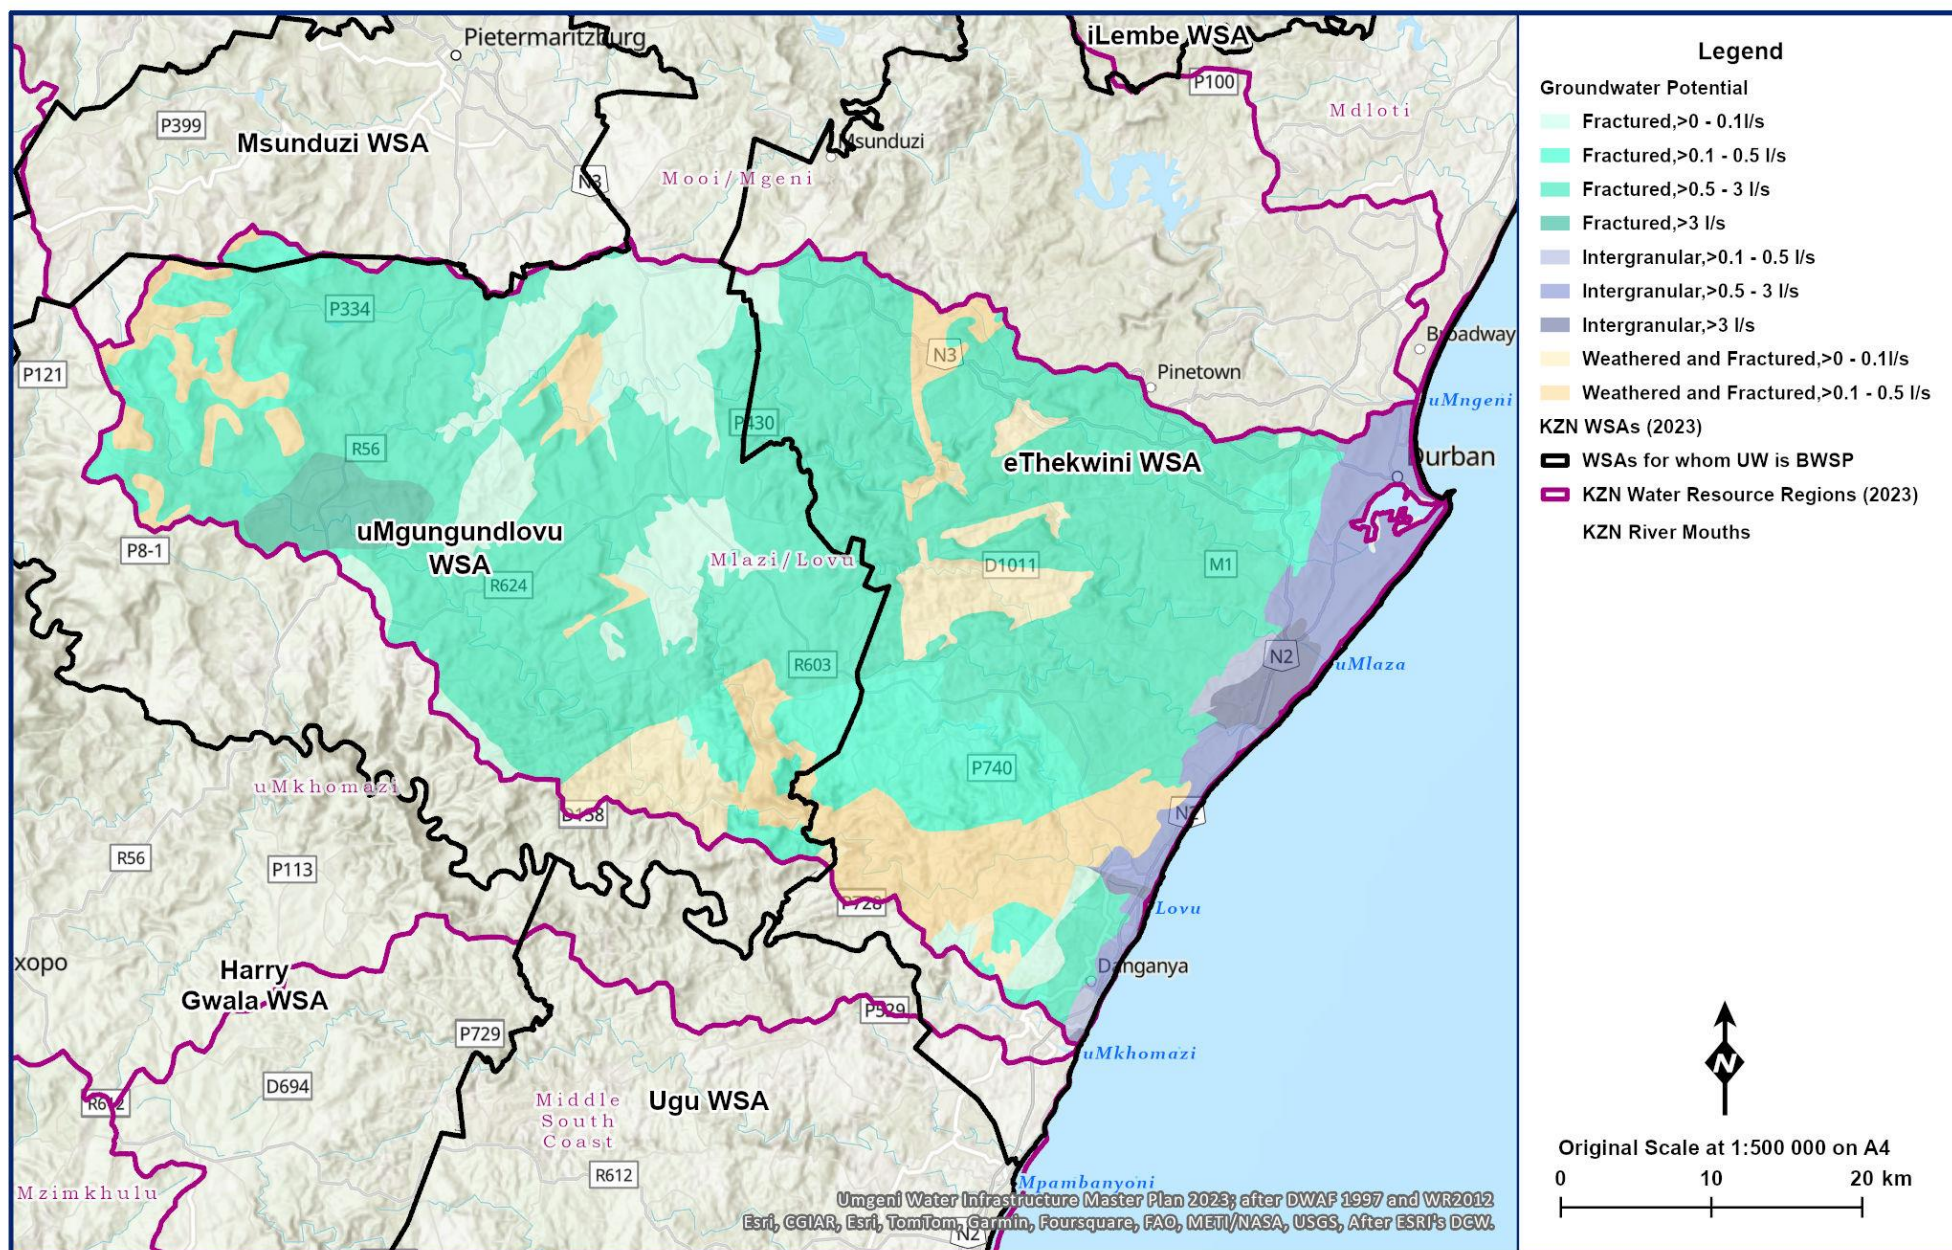 Pietermaritzburg
iLembe WSA
P100
Mdloti
P399
Msunduzi WSA
Msunduzi
N3
Mooi/Mgeni
P334
Broadway
N3
P121
Pinetown
uMngeni
P430
R56
eThekwini WSA
Durban
uMgungundlovu
WSA
P8-1
Mlazi/Lovu
D1011
M1
R624
N2
uMlaza
R603
P740
uMkhomazi
D158
N2
R56
P113
P728
Lovu
xopo
Harry
Gwala WSA
Danganya
P529
P729
uMkhomazi
D694
R612
Middle
South
Coast
Ugu WSA
R612
Mzimkhulu
Mpambanyoni
N2
Umgeni Water Infrastructure Master Plan 2023; after DWAF 1997 and WR2012
Esri, CGIAR, Esri, TomTom, Garmin, Foursquare, FAO, METI/NASA, USGS, After ESRI's DCW.
Legend
Groundwater Potential
Fractured,>0 - 0.1l/s
Fractured,>0.1 - 0.5 l/s
Fractured,>0.5 - 3 l/s
Fractured,>3 l/s
Intergranular,>0.1 - 0.5 l/s
Intergranular,>0.5 - 3 l/s
Intergranular,>3 l/s
Weathered and Fractured,>0 - 0.1l/s
Weathered and Fractured,>0.1 - 0.5 l/s
KZN WSAs (2023)
WSAs for whom UW is BWSP
KZN Water Resource Regions (2023)
KZN River Mouths
N
Original Scale at 1:500 000 on A4
0 10 20 km